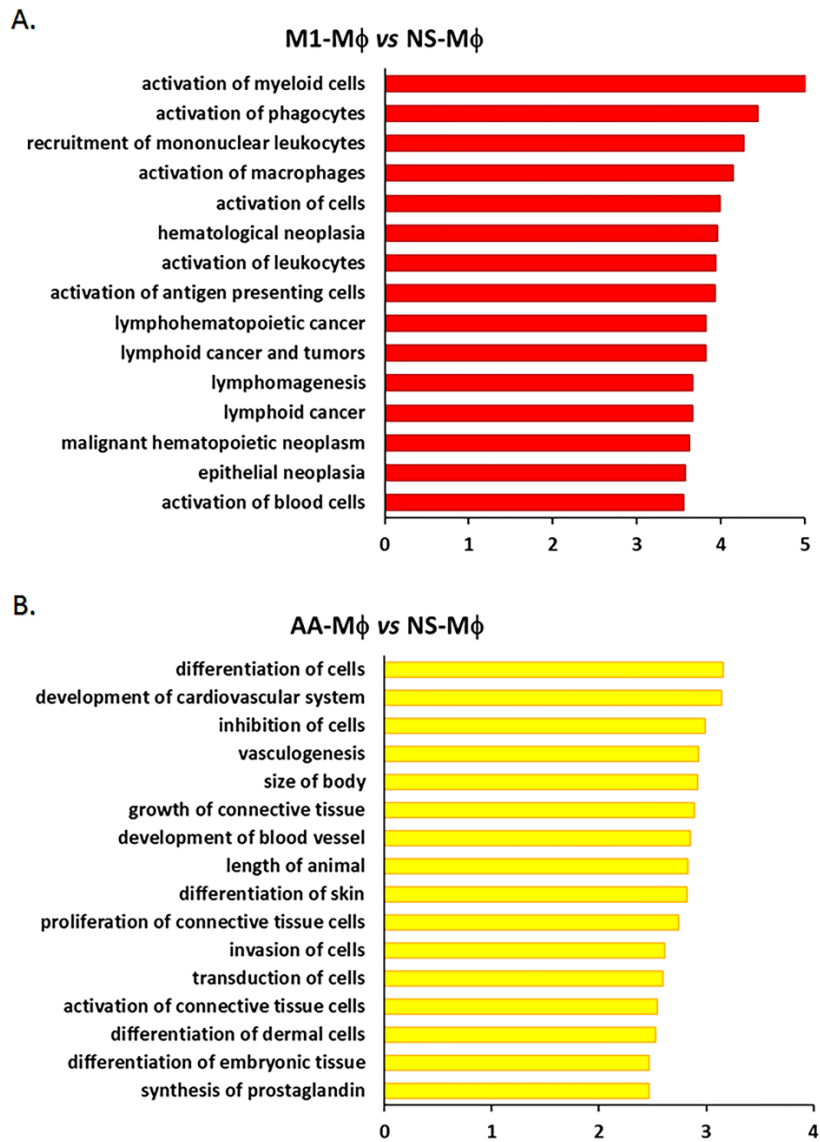 A.
M1-Mϕ vs NS-Mϕ
activation of myeloid cells
activation of phagocytes
recruitment of mononuclear leukocytes
activation of macrophages
activation of cells
hematological neoplasia
activation of leukocytes
activation of antigen presenting cells
lymphohematopoietic cancer
lymphoid cancer and tumors
lymphomagenesis
lymphoid cancer
malignant hematopoietic neoplasm
epithelial neoplasia
activation of blood cells
0 1 2 3 4 5
B.
AA-Mϕ vs NS-Mϕ
differentiation of cells
development of cardiovascular system
inhibition of cells
vasculogenesis
size of body
growth of connective tissue
development of blood vessel
length of animal
differentiation of skin
proliferation of connective tissue cells
invasion of cells
transduction of cells
activation of connective tissue cells
differentiation of dermal cells
differentiation of embryonic tissue
synthesis of prostaglandin
0 1 2 3 4